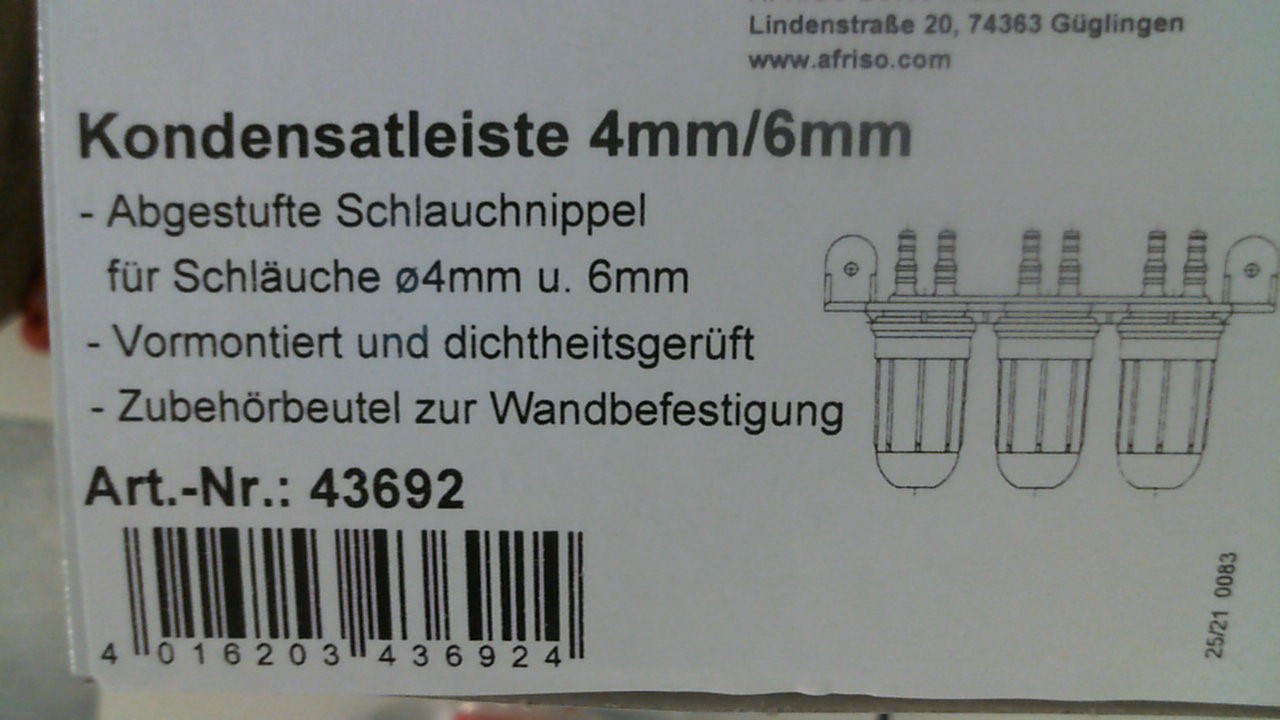 Lindenstraße 20, 74363 Güglingen
www.afriso.com
Kondensatleiste 4mm/6mm
- Abgestufte Schlauchnippel
für Schläuche ø4mm u. 6mm
- Vormontiert und dichtheitsgerüft
- Zubehörbeutel zur Wandbefestigung
Art.-Nr.: 43692
4 016203 436924
25/21 0083